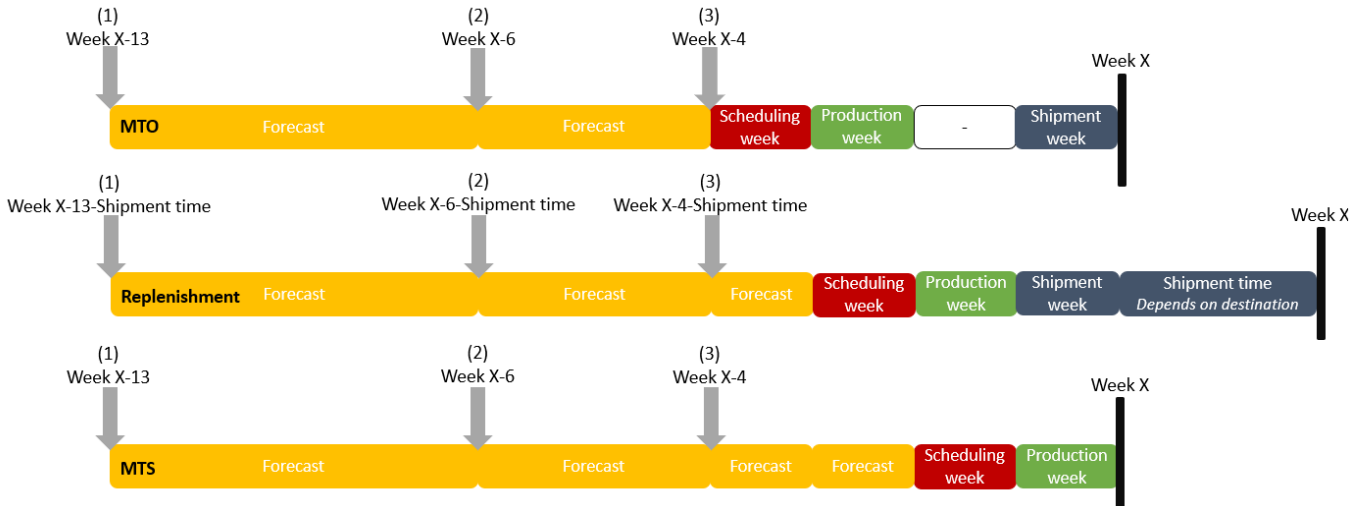 (1)
Week X-13
(2)
Week X-6
(3)
Week X-4
Week X
MTO
Forecast
Forecast
Scheduling
week
Production
week
-
Shipment
week
(1)
Week X-13-Shipment time
(2)
Week X-6-Shipment time
(3)
Week X-4-Shipment time
Week X
Replenishment
Forecast
Forecast
Forecast
Scheduling
week
Production
week
Shipment
week
Shipment time
Depends on destination
(1)
Week X-13
(2)
Week X-6
(3)
Week X-4
Week X
MTS
Forecast
Forecast
Forecast
Forecast
Scheduling
week
Production
week